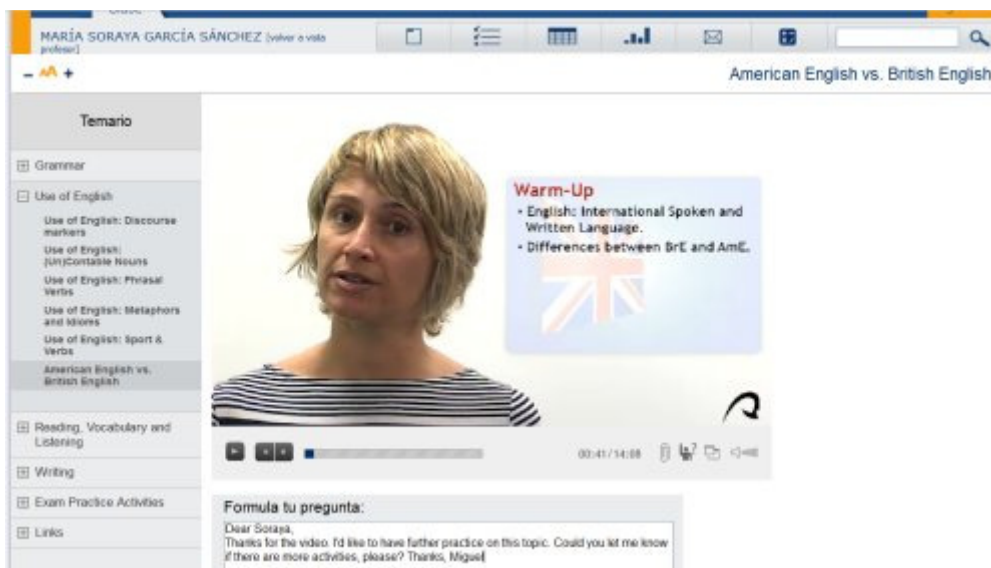 MARÍA SORAYA GARCÍA SÁNCHEZ [volver a vista
profesor]
American English vs. British English
Temario
Grammar
Use of English
Use of English: Discourse
markers
Use of English:
(Un)Contable Nouns
Use of English: Phrasal
Verbs
Use of English: Metaphors
and Idioms
Use of English: Sport &
Verbs
American English vs.
British English
Reading, Vocabulary and
Listening
Writing
Exam Practice Activities
Links
Warm-Up
• English: International Spoken and
Written Language.
• Differences between BrE and AmE.
00:41/14:08
Formula tu pregunta:
Dear Soraya,
Thanks for the video. I'd like to have further practice on this topic. Could you let me know
if there are more activities, please? Thanks, Miguel